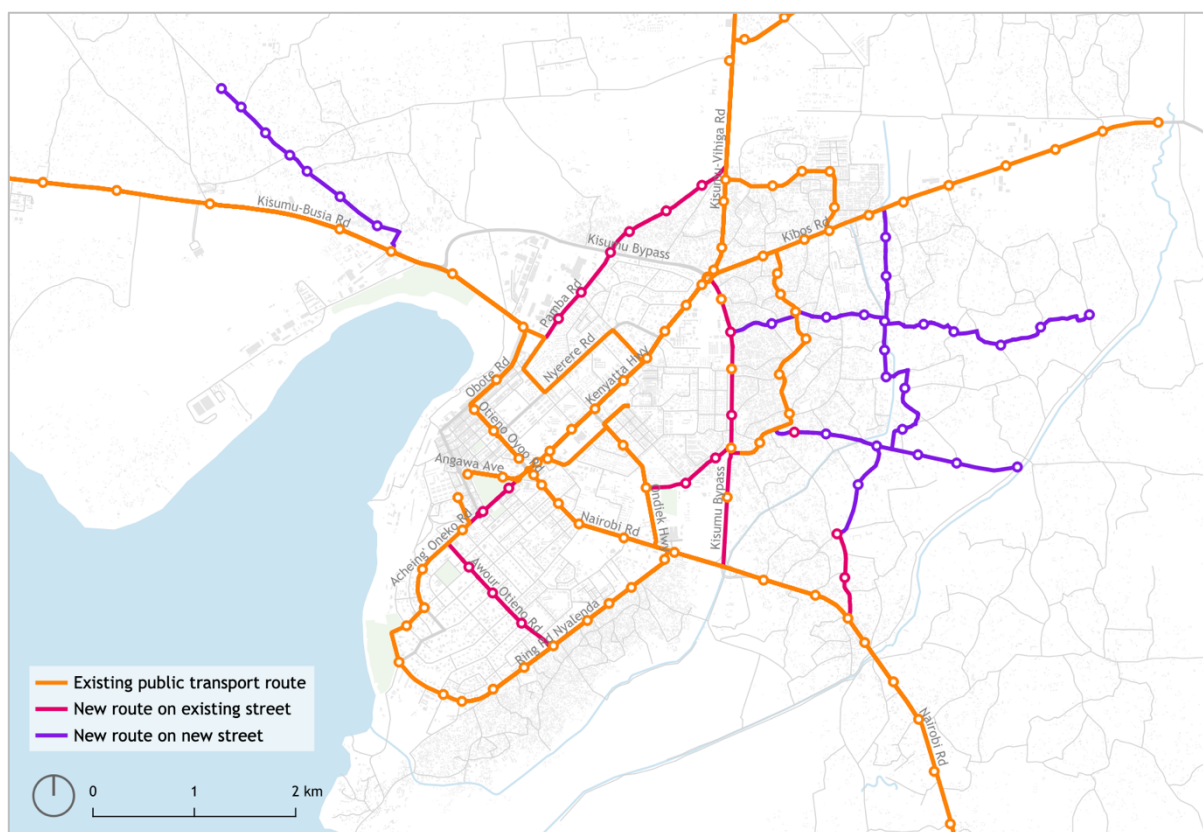 Kisumu-Vihiga Rd
Kisumu-Busia Rd
Kibos Rd
Kisumu Bypass
Pamba Rd
Nyerere Rd
Obote Rd
Kenyatta Hwy
Otieno Oyoo Rd
Angawa Ave
Ondiek Hwy
Kisumu Bypass
Nairobi Rd
Acheing' Oneko Rd
Awour Otieno Rd
Ring Rd Nyalenda
Nairobi Rd
Existing public transport route
New route on existing street
New route on new street
0 1 2 km